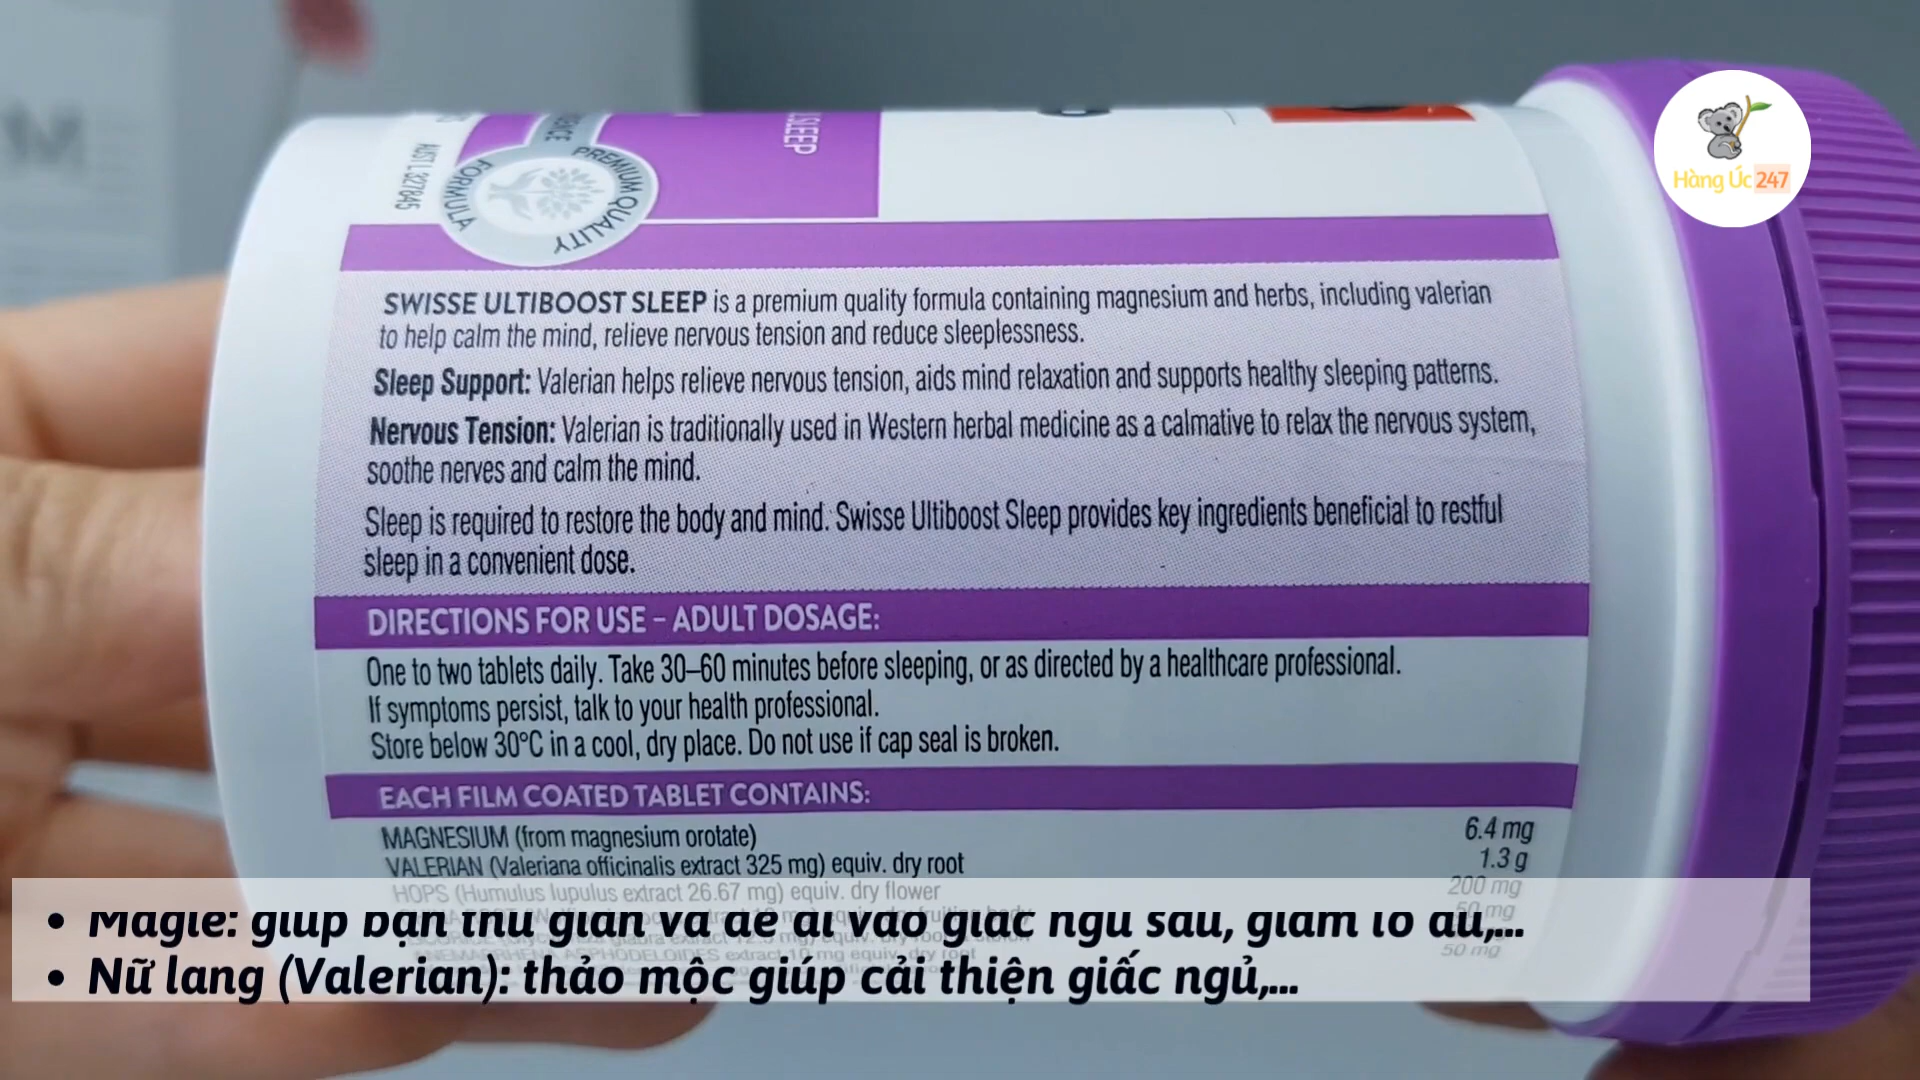 SLEEP
AUST L 327845
PREMIUM QUALITY
FORMULA
Hàng Úc 247
SWISSE ULTIBOOST SLEEP is a premium quality formula containing magnesium and herbs, including valerian
to help calm the mind, relieve nervous tension and reduce sleeplessness.
Sleep Support: Valerian helps relieve nervous tension, aids mind relaxation and supports healthy sleeping patterns.
Nervous Tension: Valerian is traditionally used in Western herbal medicine as a calmative to relax the nervous system,
soothe nerves and calm the mind.
Sleep is required to restore the body and mind. Swisse Ultiboost Sleep provides key ingredients beneficial to restful
sleep in a convenient dose.
DIRECTIONS FOR USE – ADULT DOSAGE:
One to two tablets daily. Take 30–60 minutes before sleeping, or as directed by a healthcare professional.
If symptoms persist, talk to your health professional.
Store below 30°C in a cool, dry place. Do not use if cap seal is broken.
EACH FILM COATED TABLET CONTAINS:
MAGNESIUM (from magnesium orotate) 6.4 mg
VALERIAN (Valeriana officinalis extract 325 mg) equiv. dry root 1.3 g
HOPS (Humulus lupulus extract 26.67 mg) equiv. dry flower 200 mg
50 mg
50 mg
• Magie: giúp bạn thư giãn và dễ đi vào giấc ngủ sâu, giảm lo âu,...
• Nữ lang (Valerian): thảo mộc giúp cải thiện giấc ngủ,...